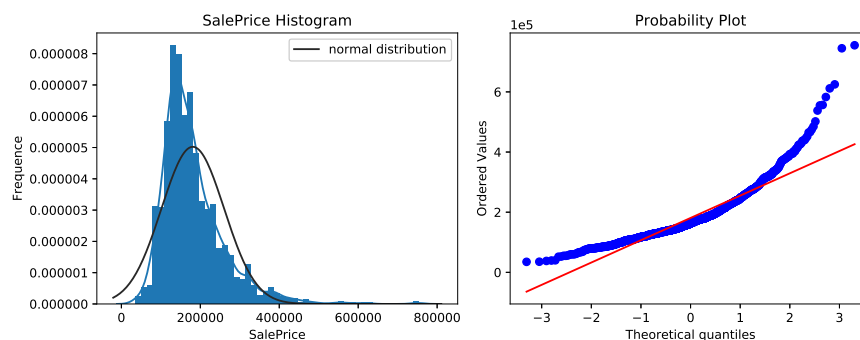 SalePrice Histogram
normal distribution
0.000008
0.000007
0.000006
0.000005
0.000004
0.000003
0.000002
0.000001
0.000000
Frequence
0 200000 400000 600000 800000
SalePrice
Probability Plot
1e5
6
4
2
0
Ordered Values
−3 −2 −1 0 1 2 3
Theoretical quantiles